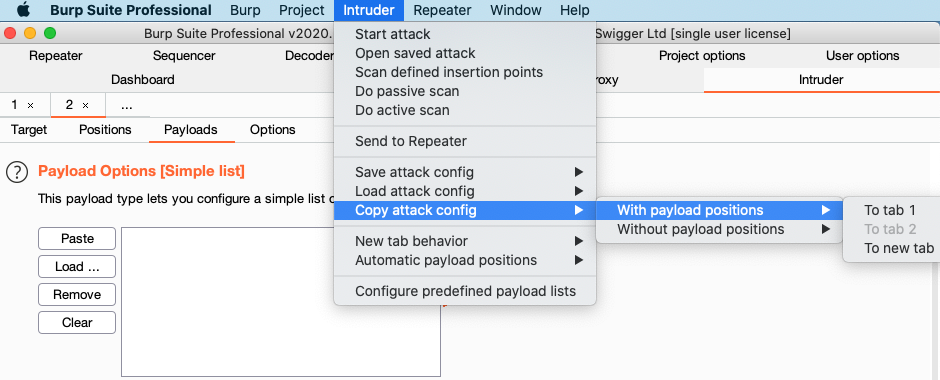 Burp Suite Professional Burp Project Intruder Repeater Window Help
Burp Suite Professional v2020. Swigger Ltd [single user license]
Repeater Sequencer Decoder Project options User options
Dashboard roxy Intruder
1 × 2 × ...
Target Positions Payloads Options
? Payload Options [Simple list]
This payload type lets you configure a simple list
Paste
Load ...
Remove
Clear
Start attack
Open saved attack
Scan defined insertion points
Do passive scan
Do active scan
Send to Repeater
Save attack config
Load attack config
Copy attack config
New tab behavior
Automatic payload positions
Configure predefined payload lists
With payload positions
Without payload positions
To tab 1
To tab 2
To new tab